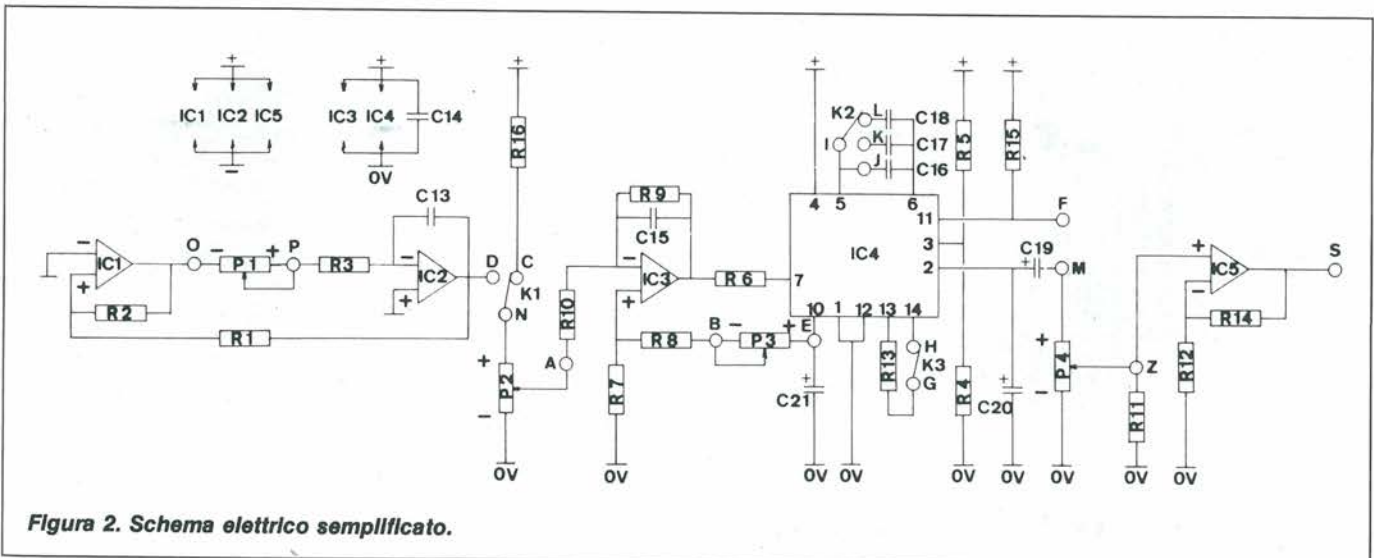 + + + + + +
IC1 IC2 IC5 IC3 IC4 C14
- 0V
R16
K2 L C18
I K C17
J C16
R5 R15
C13
R9
C15
4 5 6
11 F
3
2 C19 M
IC4
- IC1 O - P1 + P R3 - IC2 D C
+ K1
+ N
R2
R1
R10
- IC3 R6 7
+
+ IC5 S
-
R14
R8 B - P3 + E
10 1 12 13 14
A
+ P2 -
R7
+ C21
R13 H
K3
G
R4
+ C20
+ P4 - Z
R11
R12
0V 0V 0V 0V 0V 0V 0V 0V 0V
Figura 2. Schema elettrico semplificato.